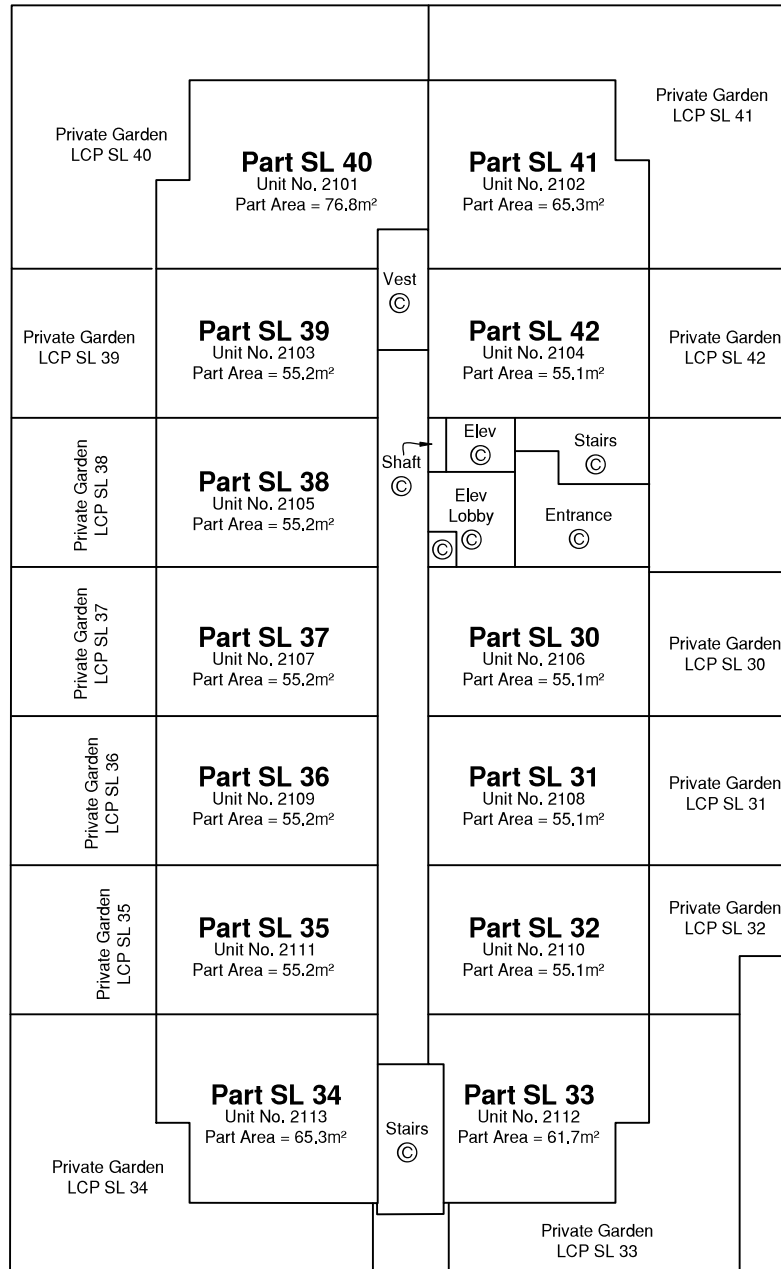 Private Garden
LCP SL 40
Part SL 40
Unit No. 2101
Part Area = 76.8m²
Part SL 41
Unit No. 2102
Part Area = 65.3m²
Private Garden
LCP SL 41
Vest
©
Private Garden
LCP SL 39
Part SL 39
Unit No. 2103
Part Area = 55.2m²
Part SL 42
Unit No. 2104
Part Area = 55.1m²
Private Garden
LCP SL 42
Private Garden
LCP SL 38
Part SL 38
Unit No. 2105
Part Area = 55.2m²
Shaft
©
Elev
©
Stairs
©
Elev
Lobby
©
©
Entrance
©
Private Garden
LCP SL 37
Part SL 37
Unit No. 2107
Part Area = 55.2m²
Part SL 30
Unit No. 2106
Part Area = 55.1m²
Private Garden
LCP SL 30
Private Garden
LCP SL 36
Part SL 36
Unit No. 2109
Part Area = 55.2m²
Part SL 31
Unit No. 2108
Part Area = 55.1m²
Private Garden
LCP SL 31
Private Garden
LCP SL 35
Part SL 35
Unit No. 2111
Part Area = 55.2m²
Part SL 32
Unit No. 2110
Part Area = 55.1m²
Private Garden
LCP SL 32
Private Garden
LCP SL 34
Part SL 34
Unit No. 2113
Part Area = 65.3m²
Stairs
©
Part SL 33
Unit No. 2112
Part Area = 61.7m²
Private Garden
LCP SL 33